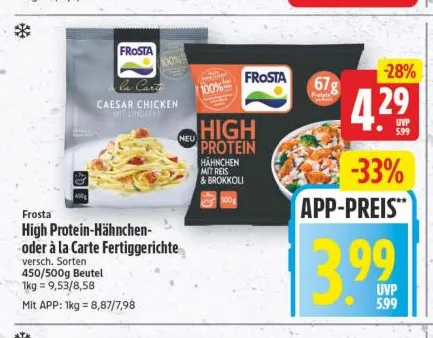 FRoSTA
100%
à la Carte
CAESAR CHICKEN
MIT LINGUINE
450g
NEU
100%
FRoSTA
HIGH
PROTEIN
HÄHNCHEN
MIT REIS
& BROKKOLI
500g
67g
Protein
-28%
4.29
UVP
5.99
-33%
APP-PREIS**
3.99
UVP
5.99
Frosta
High Protein-Hähnchen-
oder à la Carte Fertiggerichte
versch. Sorten
450/500g Beutel
1kg = 9,53/8,58
Mit APP: 1kg = 8,87/7,98